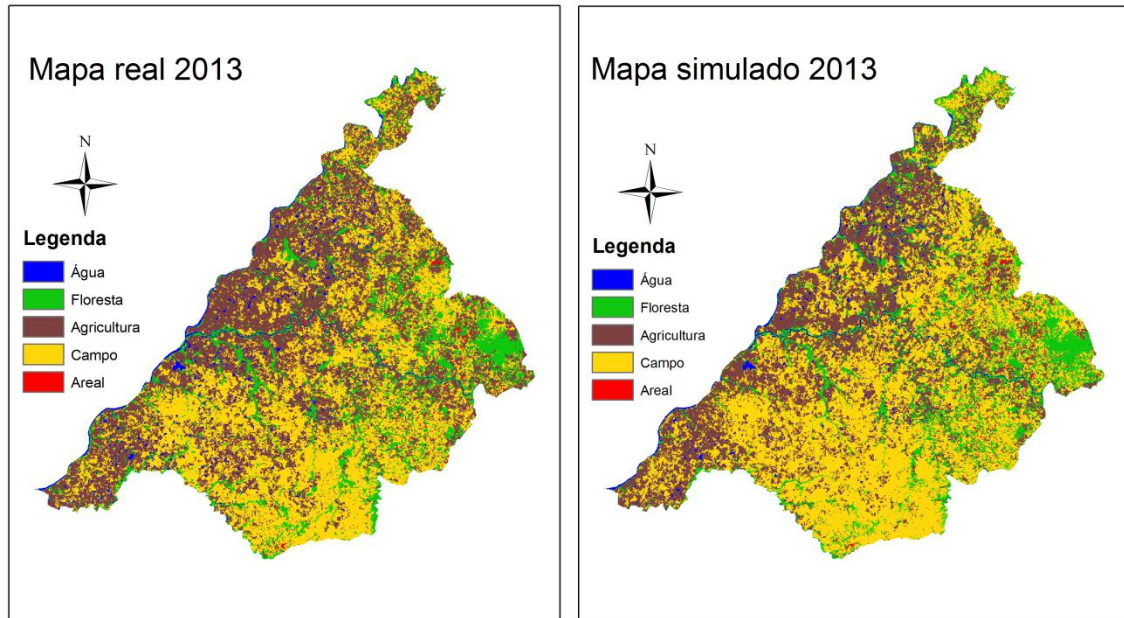 Mapa real 2013
N
Legenda
Água
Floresta
Agricultura
Campo
Areal
Mapa simulado 2013
N
Legenda
Água
Floresta
Agricultura
Campo
Areal